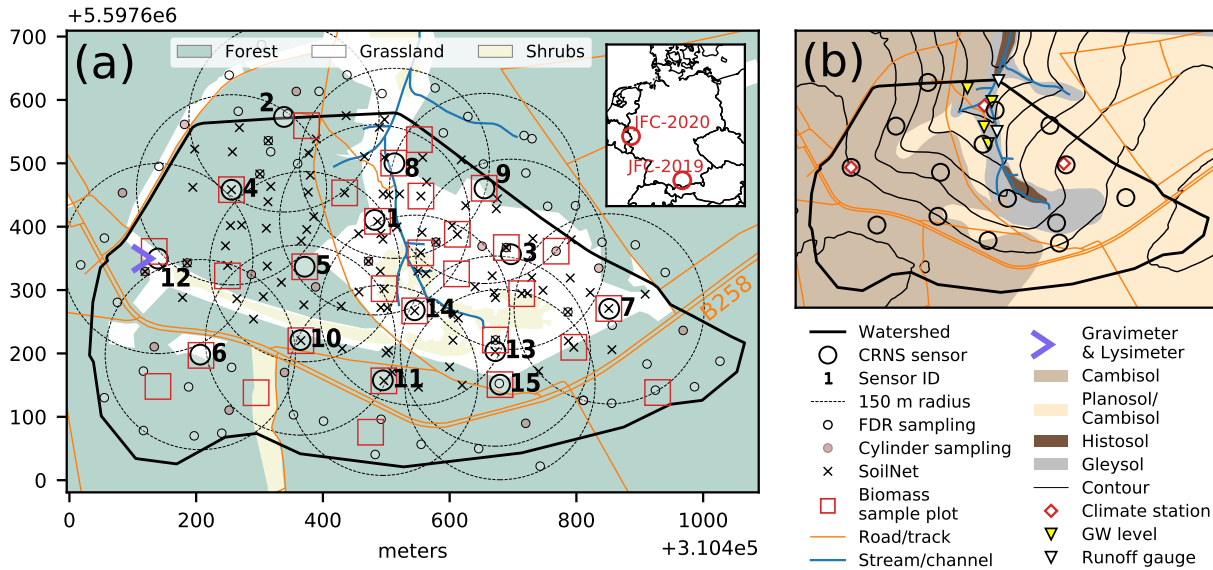 +5.5976e6
(a)
Forest
Grassland
Shrubs
JFC-2020
JFC-2019
700
600
500
400
300
200
100
0
2
8
9
4
1
3
5
12
7
14
10
13
6
11
15
B258
0
200
400
600
800
1000
meters
+3.104e5
(b)
Watershed
CRNS sensor
1
Sensor ID
150 m radius
FDR sampling
Cylinder sampling
SoilNet
Biomass
sample plot
Road/track
Stream/channel
Gravimeter
& Lysimeter
Cambisol
Planosol/
Cambisol
Histosol
Gleysol
Contour
Climate station
GW level
Runoff gauge